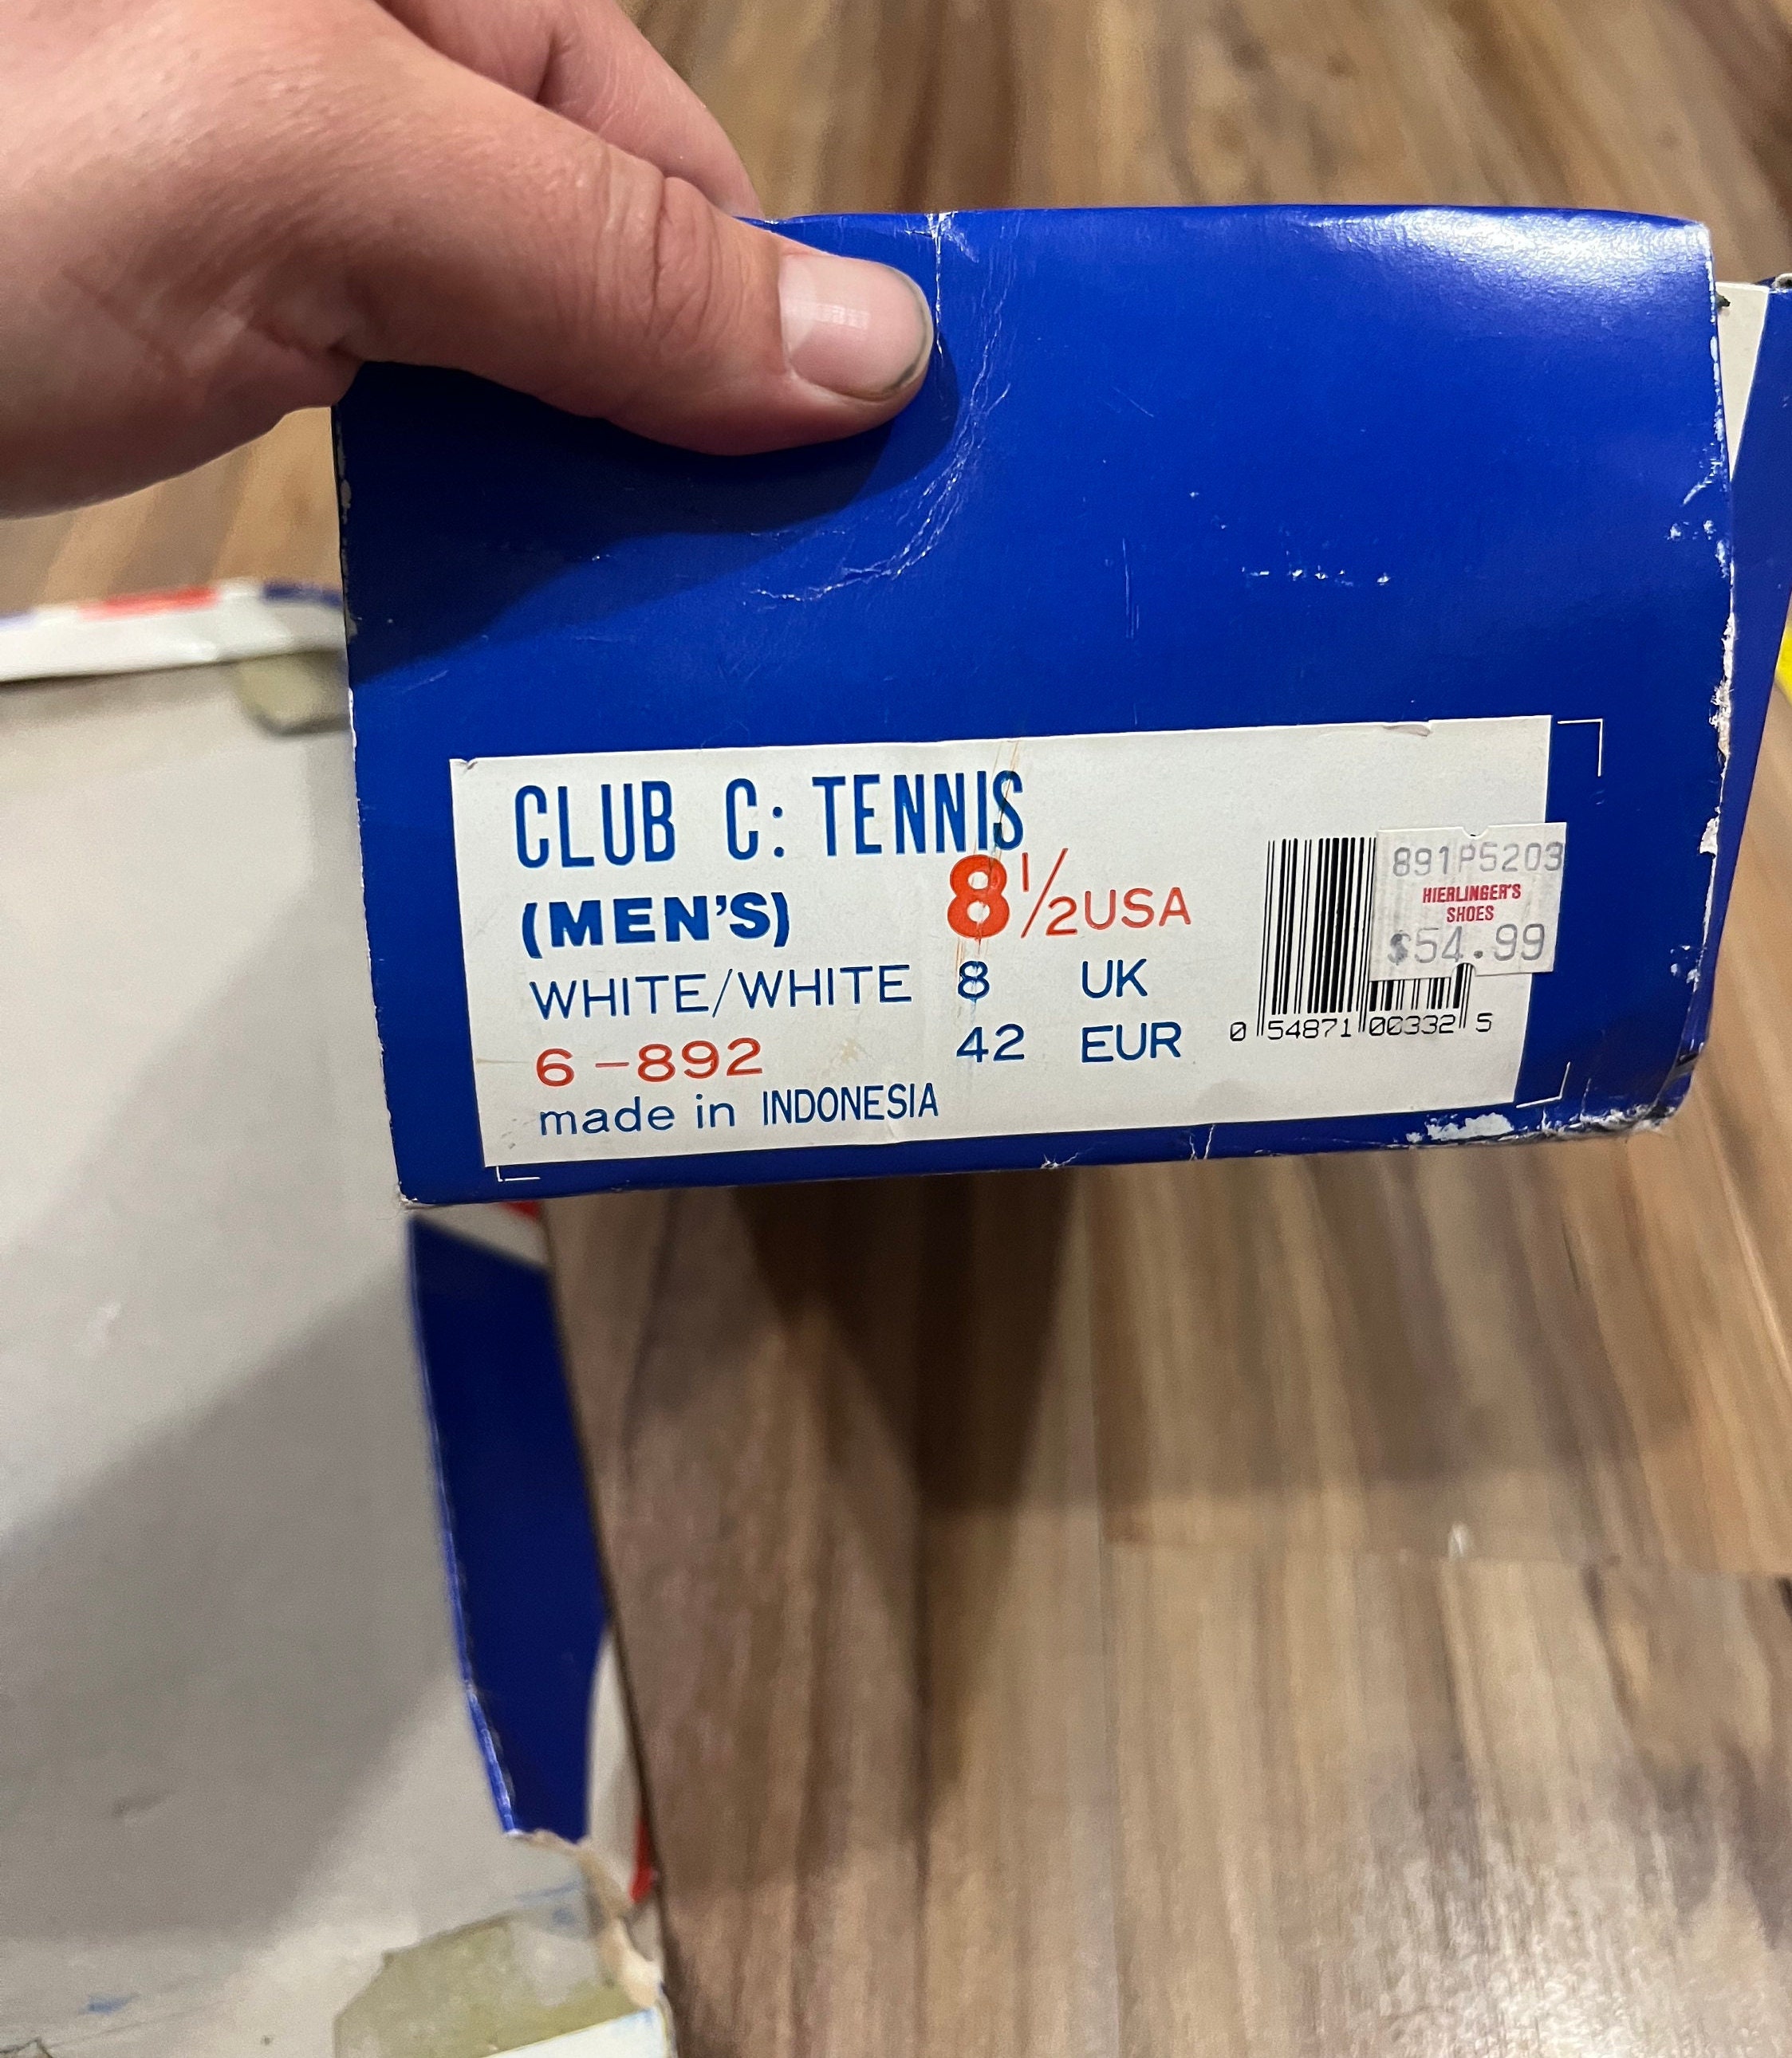 CLUB C: TENNIS
(MEN'S) 8 1/2 USA
WHITE/WHITE 8 UK
6-892 42 EUR
made in INDONESIA
891P5203
HIERLINGER'S
SHOES
$54.99
0 54871 00332 5